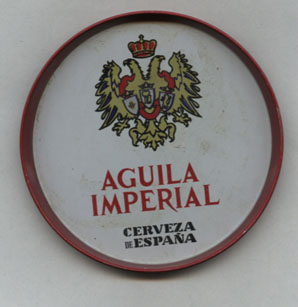 AGUILA
IMPERIAL
CERVEZA
DE ESPAÑA